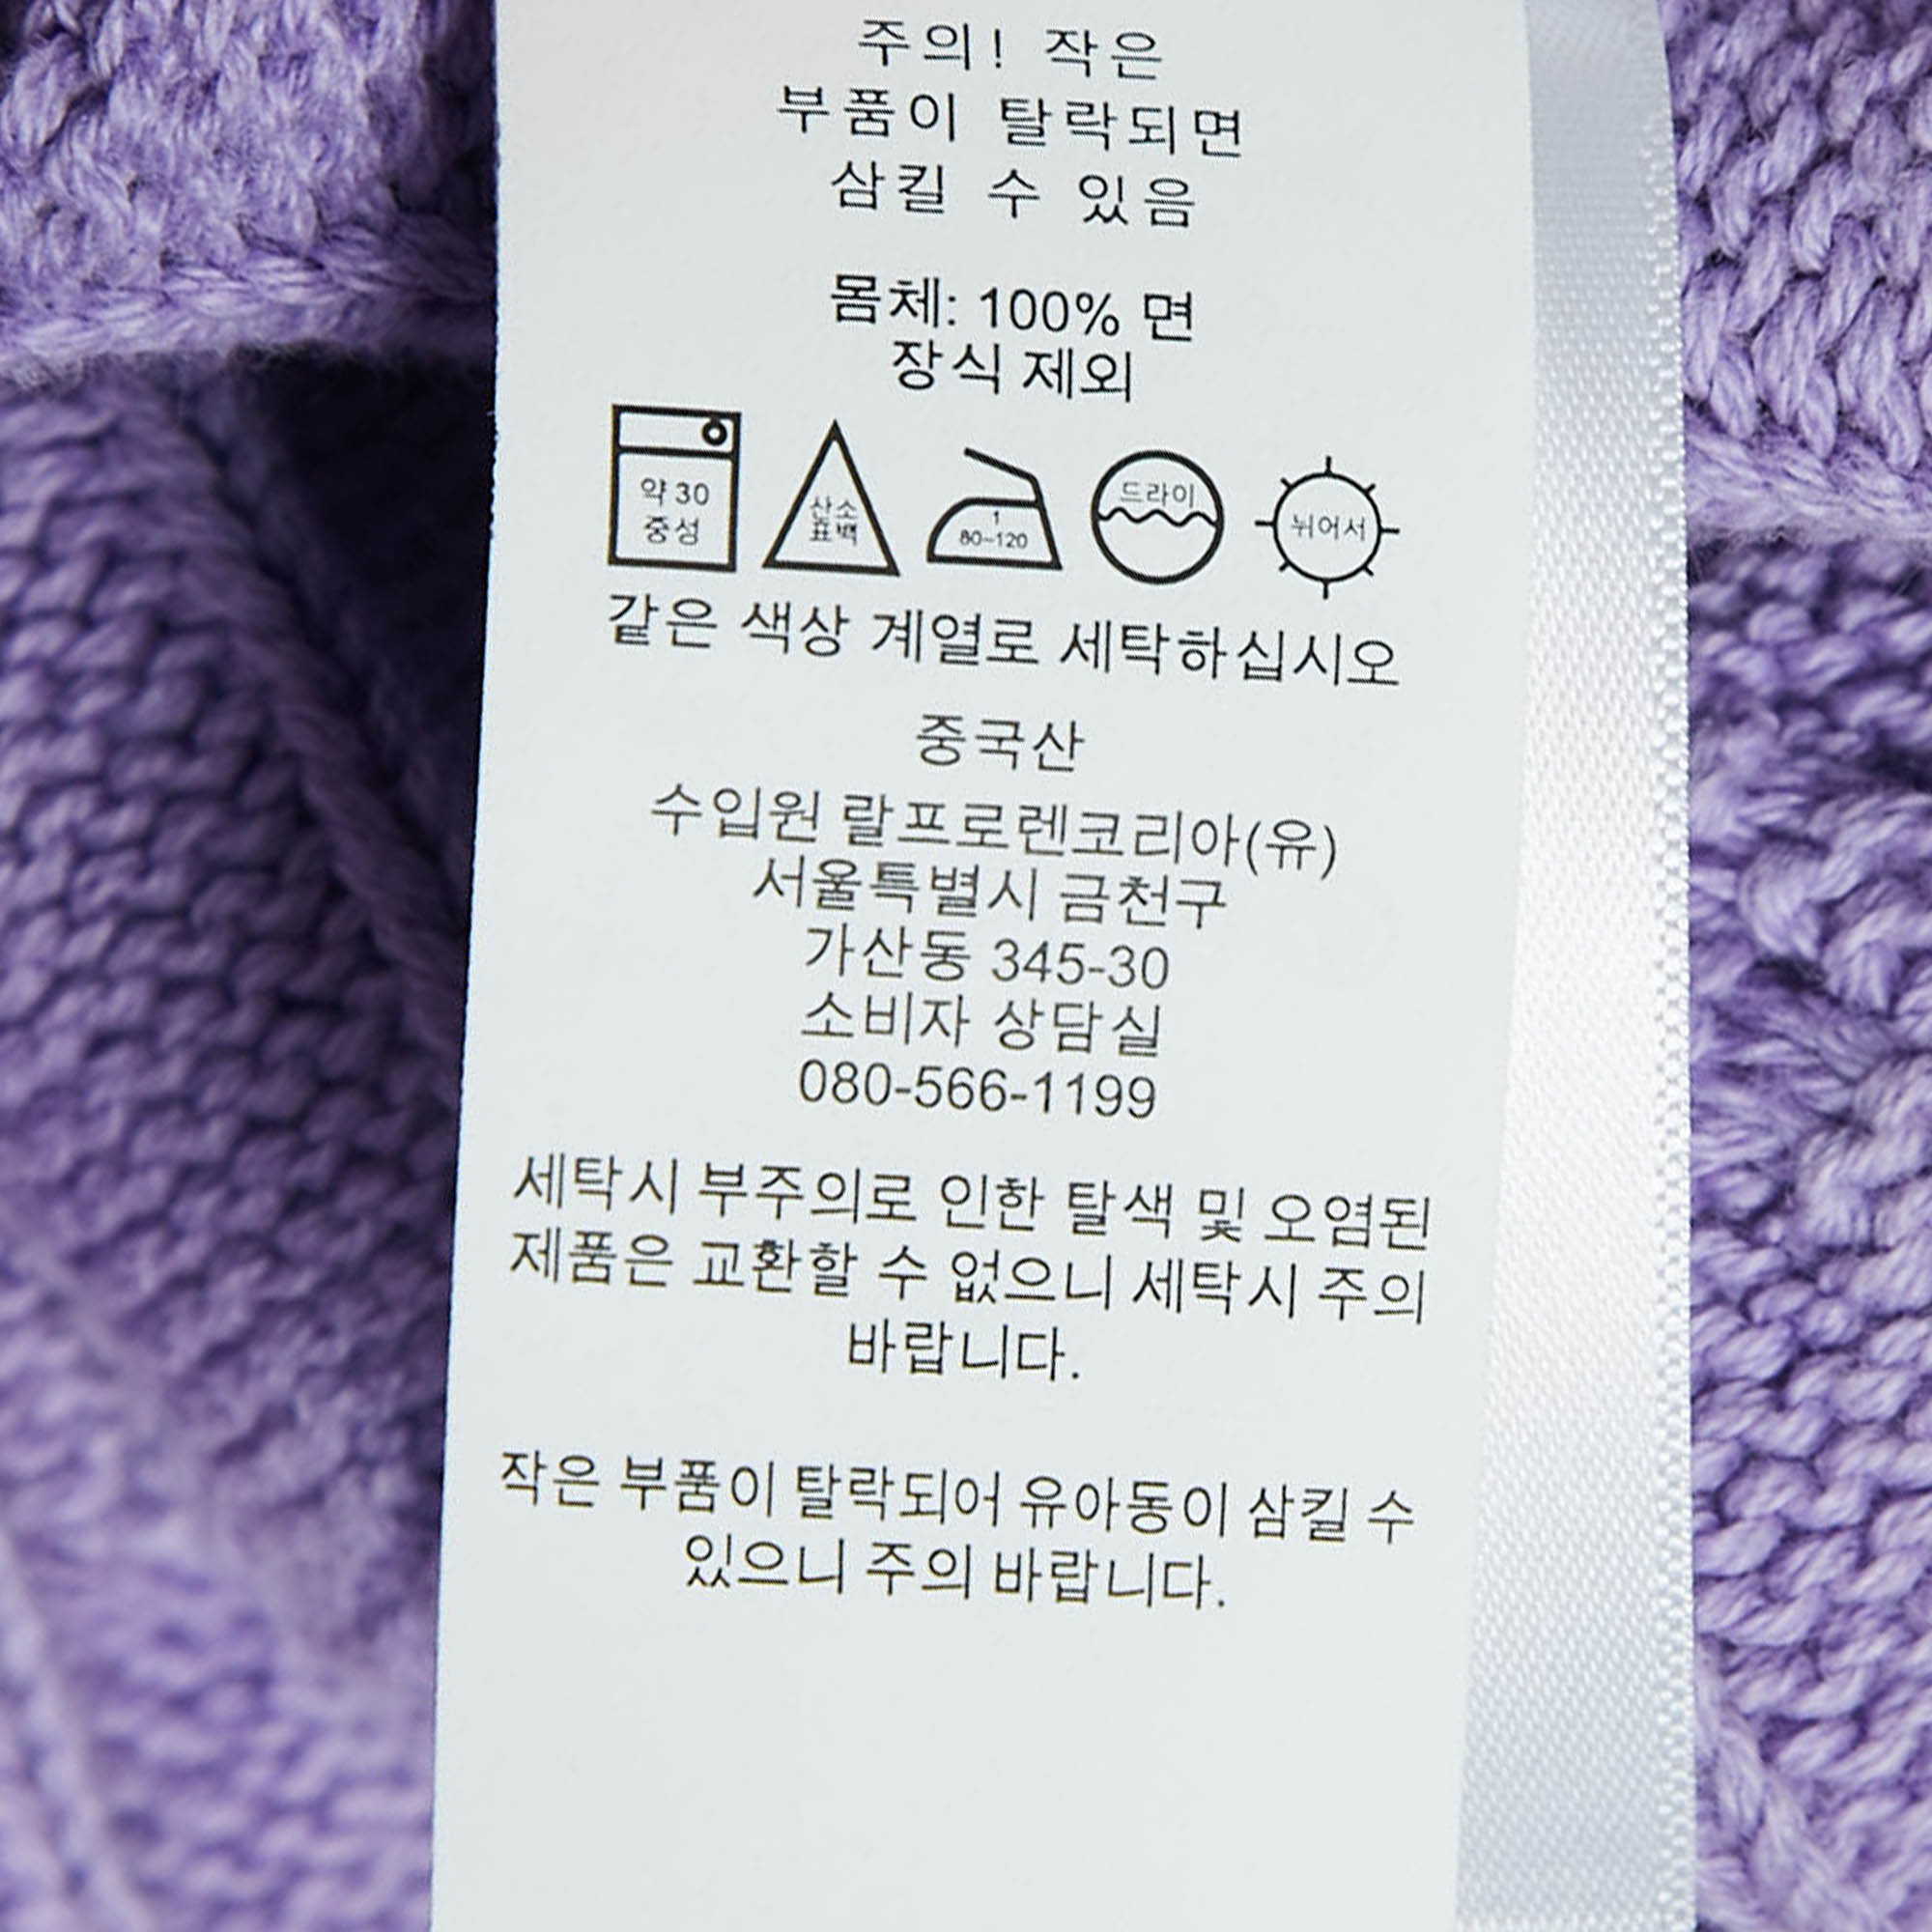 주의! 작은
부품이 탈락되면
삼킬 수 있음
몸체: 100% 면
장식 제외
약 30
중성
산소
표백
1
80~120
드라이
뉘어서
같은 색상 계열로 세탁하십시오
중국산
수입원 랄프로렌코리아(유)
서울특별시 금천구
가산동 345-30
소비자 상담실
080-566-1199
세탁시 부주의로 인한 탈색 및 오염된
제품은 교환할 수 없으니 세탁시 주의
바랍니다.
작은 부품이 탈락되어 유아동이 삼킬 수
있으니 주의 바랍니다.